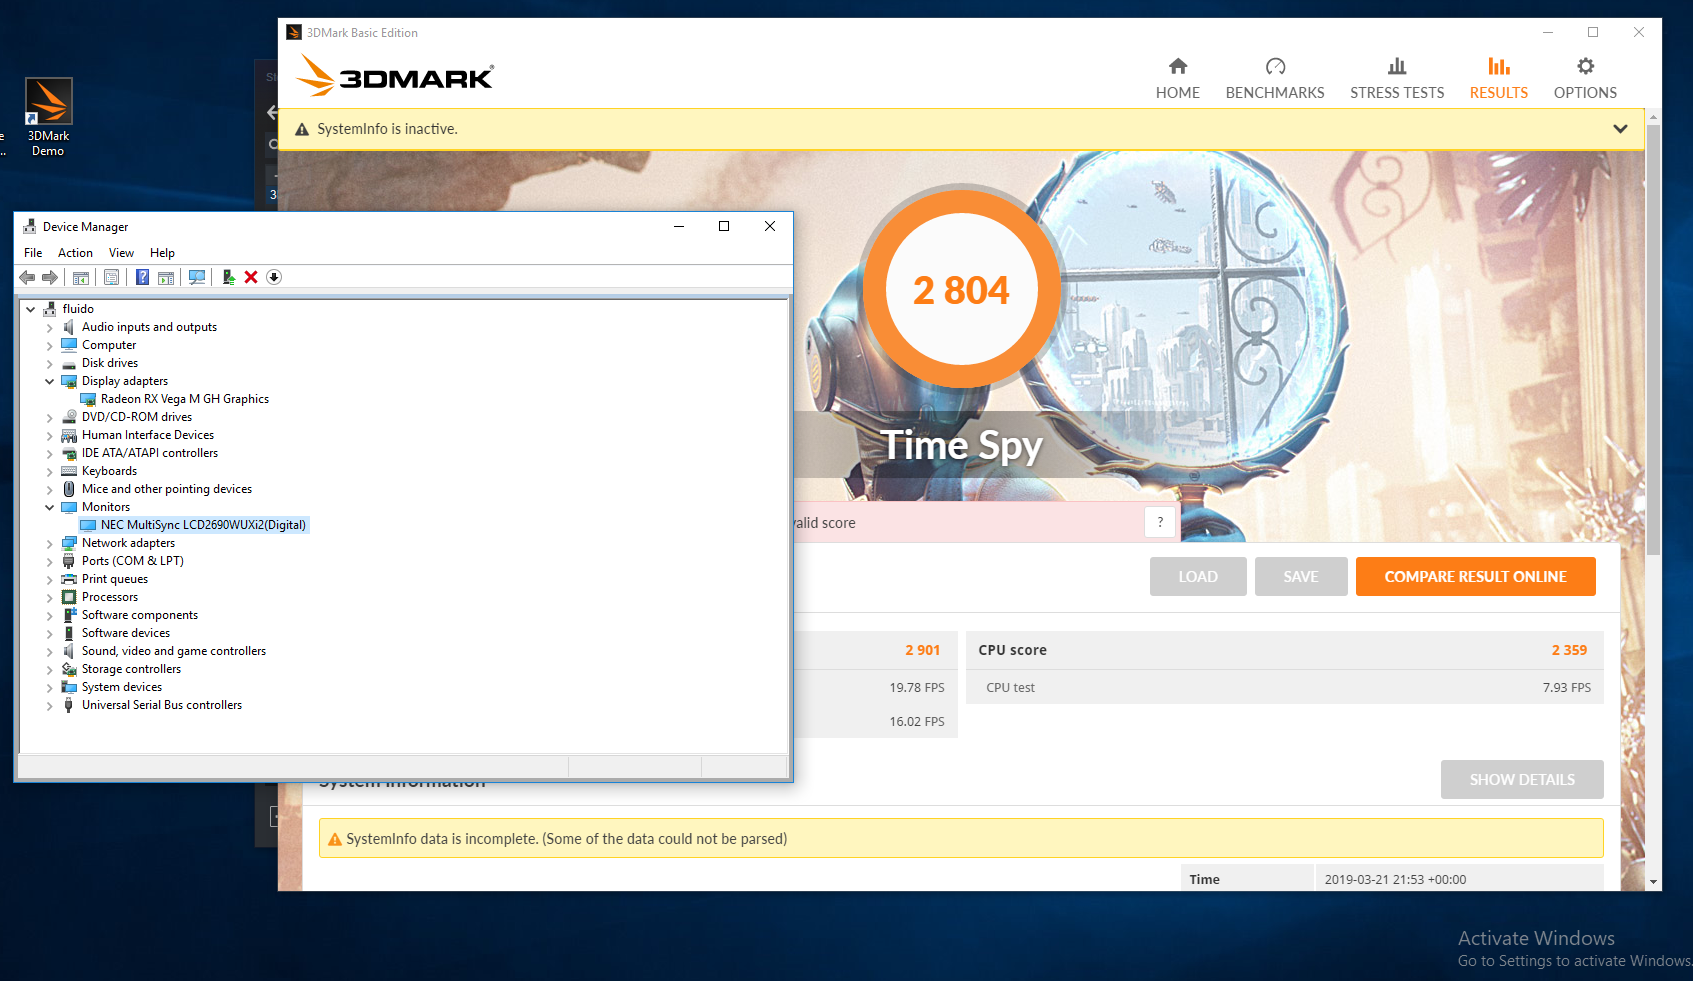 3DMark Basic Edition
3DMARK®
HOME
BENCHMARKS
STRESS TESTS
RESULTS
OPTIONS
3DMark
Demo
SystemInfo is inactive.
2 804
Time Spy
Device Manager
File Action View Help
fluido
Audio inputs and outputs
Computer
Disk drives
Display adapters
Radeon RX Vega M GH Graphics
DVD/CD-ROM drives
Human Interface Devices
IDE ATA/ATAPI controllers
Keyboards
Mice and other pointing devices
Monitors
NEC MultiSync LCD2690WUXi2(Digital)
Network adapters
Ports (COM & LPT)
Print queues
Processors
Software components
Software devices
Sound, video and game controllers
Storage controllers
System devices
Universal Serial Bus controllers
valid score
?
LOAD
SAVE
COMPARE RESULT ONLINE
2 901
19.78 FPS
16.02 FPS
CPU score 2 359
CPU test 7.93 FPS
System Information
SHOW DETAILS
SystemInfo data is incomplete. (Some of the data could not be parsed)
Time 2019-03-21 21:53 +00:00
Activate Windows
Go to Settings to activate Windows.